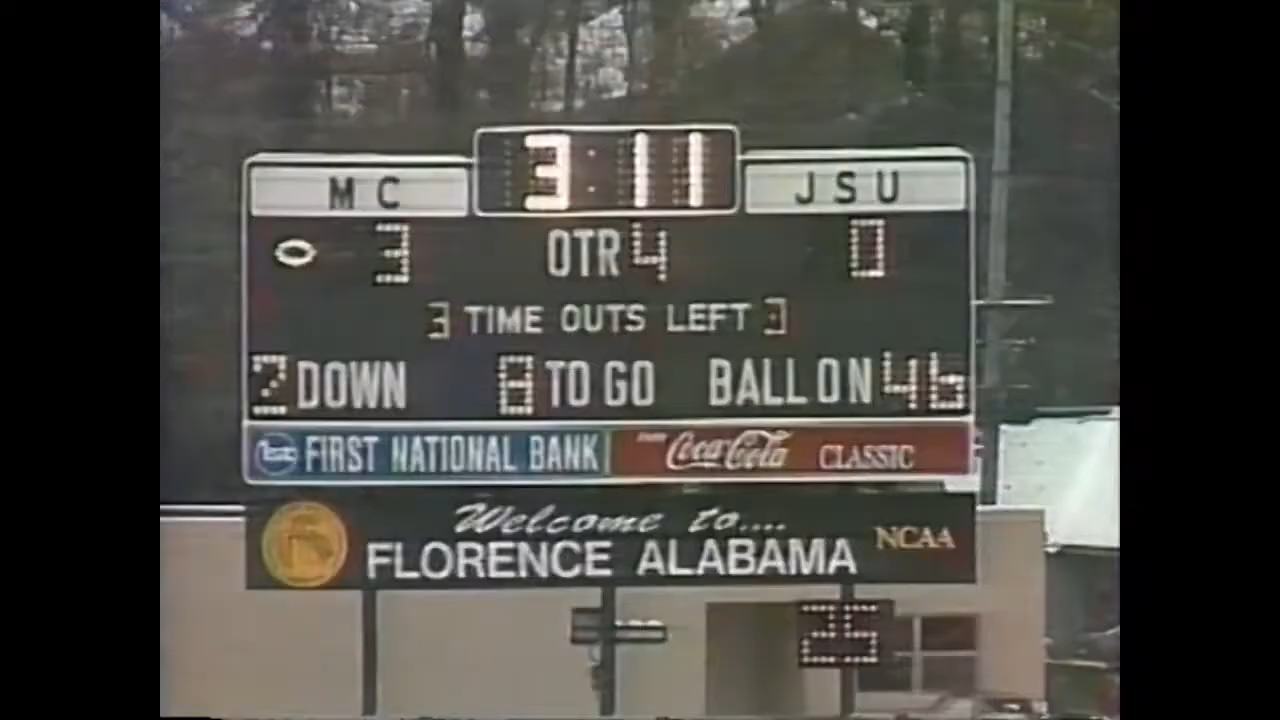 3:11
MC JSU
3 QTR 4 0
3 TIME OUTS LEFT 3
2 DOWN 8 TO GO BALL ON 46
FIRST NATIONAL BANK Coca-Cola CLASSIC
Welcome to....
FLORENCE ALABAMA NCAA
25